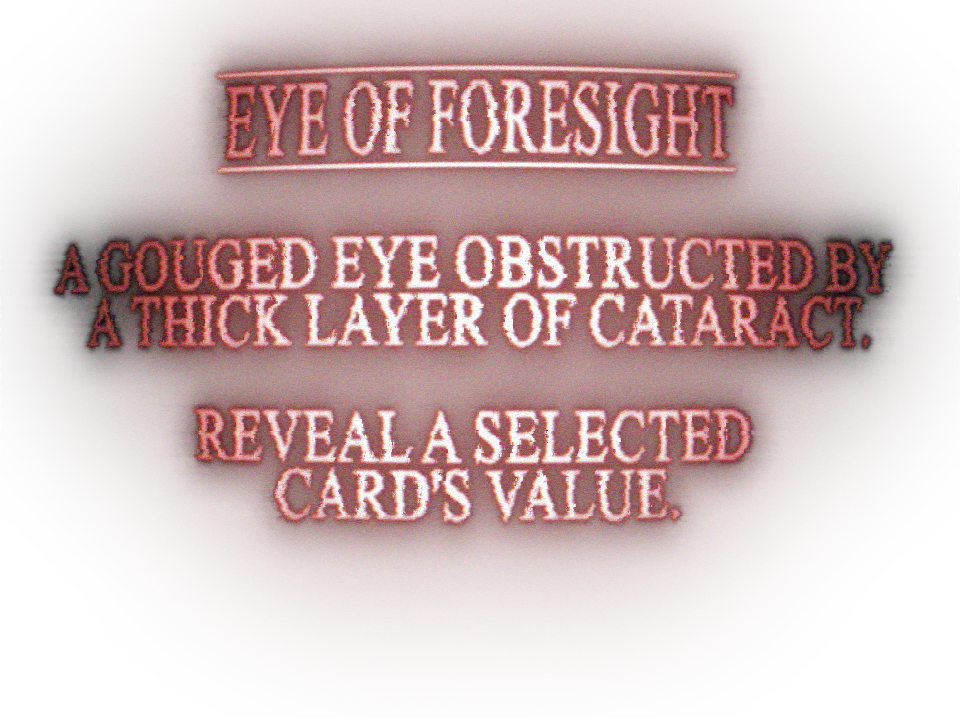 EYE OF FORESIGHT
A GOUGED EYE OBSTRUCTED BY
A THICK LAYER OF CATARACT.
REVEAL A SELECTED
CARD'S VALUE.